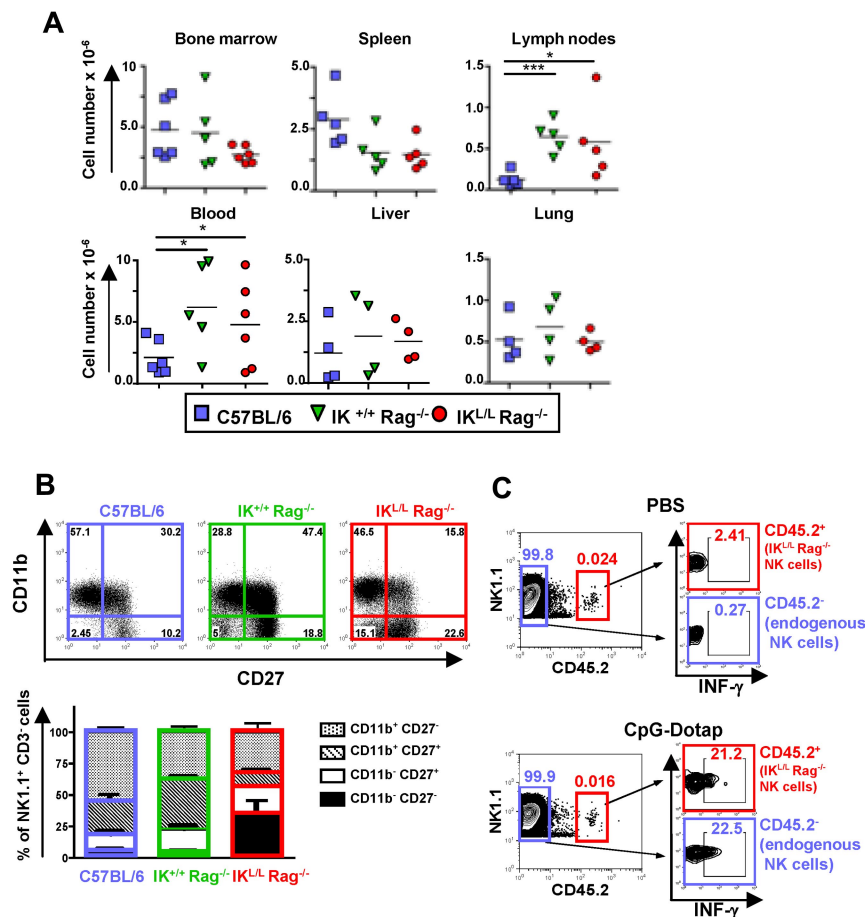 A
Bone marrow
Spleen
Lymph nodes
Cell number x 10-6
10
5.0
0.0
5.0
2.5
0.0
1.5
1.0
0.5
0.0
***
*
Blood
Liver
Lung
Cell number x 10-6
10
5.0
0.0
*
*
5.0
2.5
0
1.5
1.0
0.5
0.0
C57BL/6 IK +/+ Rag-/- IKL/L Rag-/-
B
C57BL/6 IK+/+ Rag-/- IKL/L Rag-/-
CD11b
57.1 30.2
2.45 10.2
28.8 47.4
5 18.8
46.5 15.8
15.1 22.6
CD27
% of NK1.1+ CD3- cells
100
75
50
25
0
C57BL/6 IK+/+ Rag-/- IKL/L Rag-/-
CD11b+ CD27-
CD11b+ CD27+
CD11b- CD27+
CD11b- CD27-
C
PBS
NK1.1
99.8
0.024
CD45.2
2.41
CD45.2+
(IKL/L Rag-/-
NK cells)
0.27
CD45.2-
(endogenous
NK cells)
INF-γ
CpG-Dotap
NK1.1
99.9
0.016
CD45.2
21.2
CD45.2+
(IKL/L Rag-/-
NK cells)
22.5
CD45.2-
(endogenous
NK cells)
INF-γ